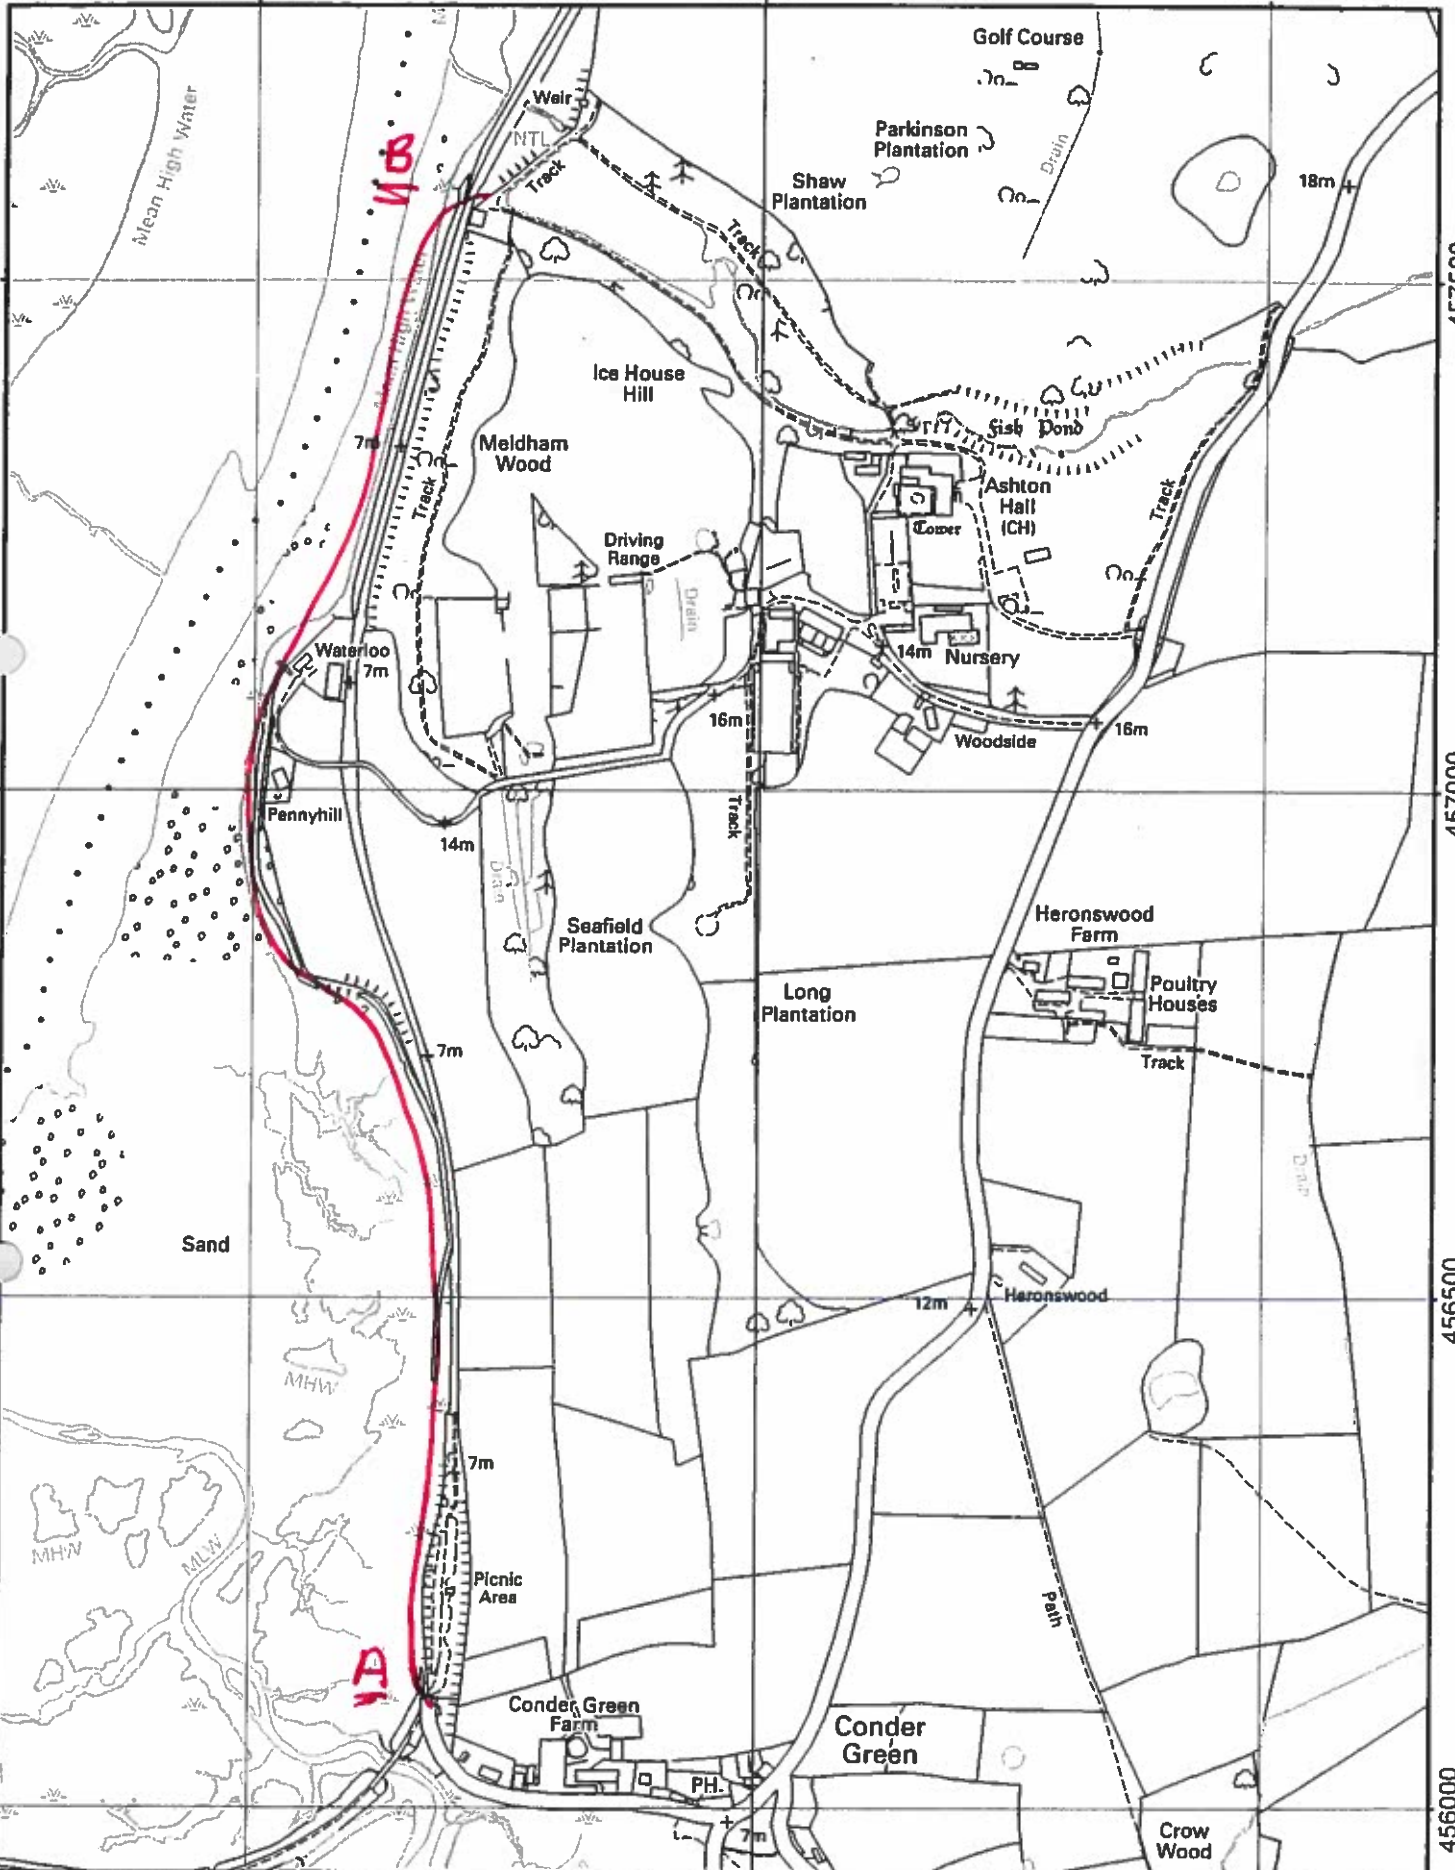 Golf Course
Mean High Water
Weir
NTL
B
Parkinson
Plantation
Drain
Track
Shaw
Plantation
18m
Track
Ice House
Hill
7m
Meldham
Wood
Fish Pond
Track
Ashton
Hall
(CH)
Tower
Track
Driving
Range
Drain
Waterloo
7m
14m
Nursery
16m
Woodside
16m
457000
Pennyhill
Track
14m
Drain
Seafield
Plantation
Heronswood
Farm
Long
Plantation
Poultry
Houses
7m
Track
Drain
Sand
12m
Heronswood
456500
MHW
7m
MHW
MLW
Picnic
Area
Path
A
Conder Green
Farm
Conder
Green
PH
7m
Crow
Wood
456000